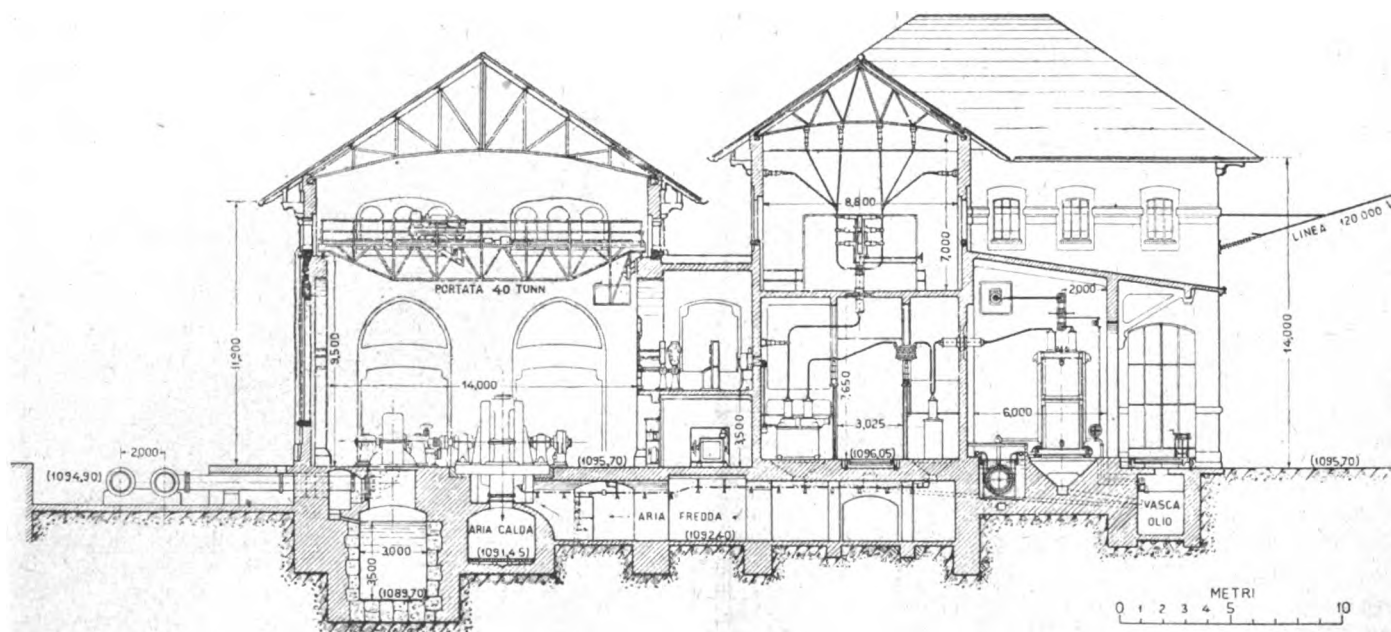 8,800
7,000
LINEA 120 000 V
PORTATA 40 TUNN
2,000
11,900
9,500
14,000
14,000
7,650
3,025
6,000
3,500
2,000
(1094,90)
(1095,70)
(1096,05)
(1095,70)
ARIA CALDA
(1091,45)
ARIA FREDDA
(1092,40)
VASCA
OLIO
3,000
3,500
(1089,70)
METRI
0 1 2 3 4 5 10